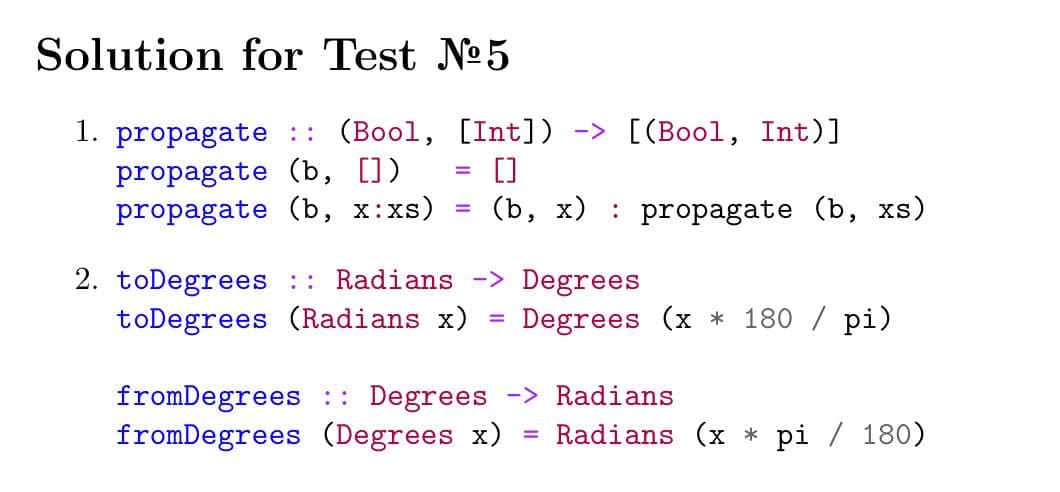 Solution for Test №5
1. propagate :: (Bool, [Int]) -> [(Bool, Int)]
propagate (b, [])   = []
propagate (b, x:xs) = (b, x) : propagate (b, xs)
2. toDegrees :: Radians -> Degrees
toDegrees (Radians x) = Degrees (x * 180 / pi)
fromDegrees :: Degrees -> Radians
fromDegrees (Degrees x) = Radians (x * pi / 180)